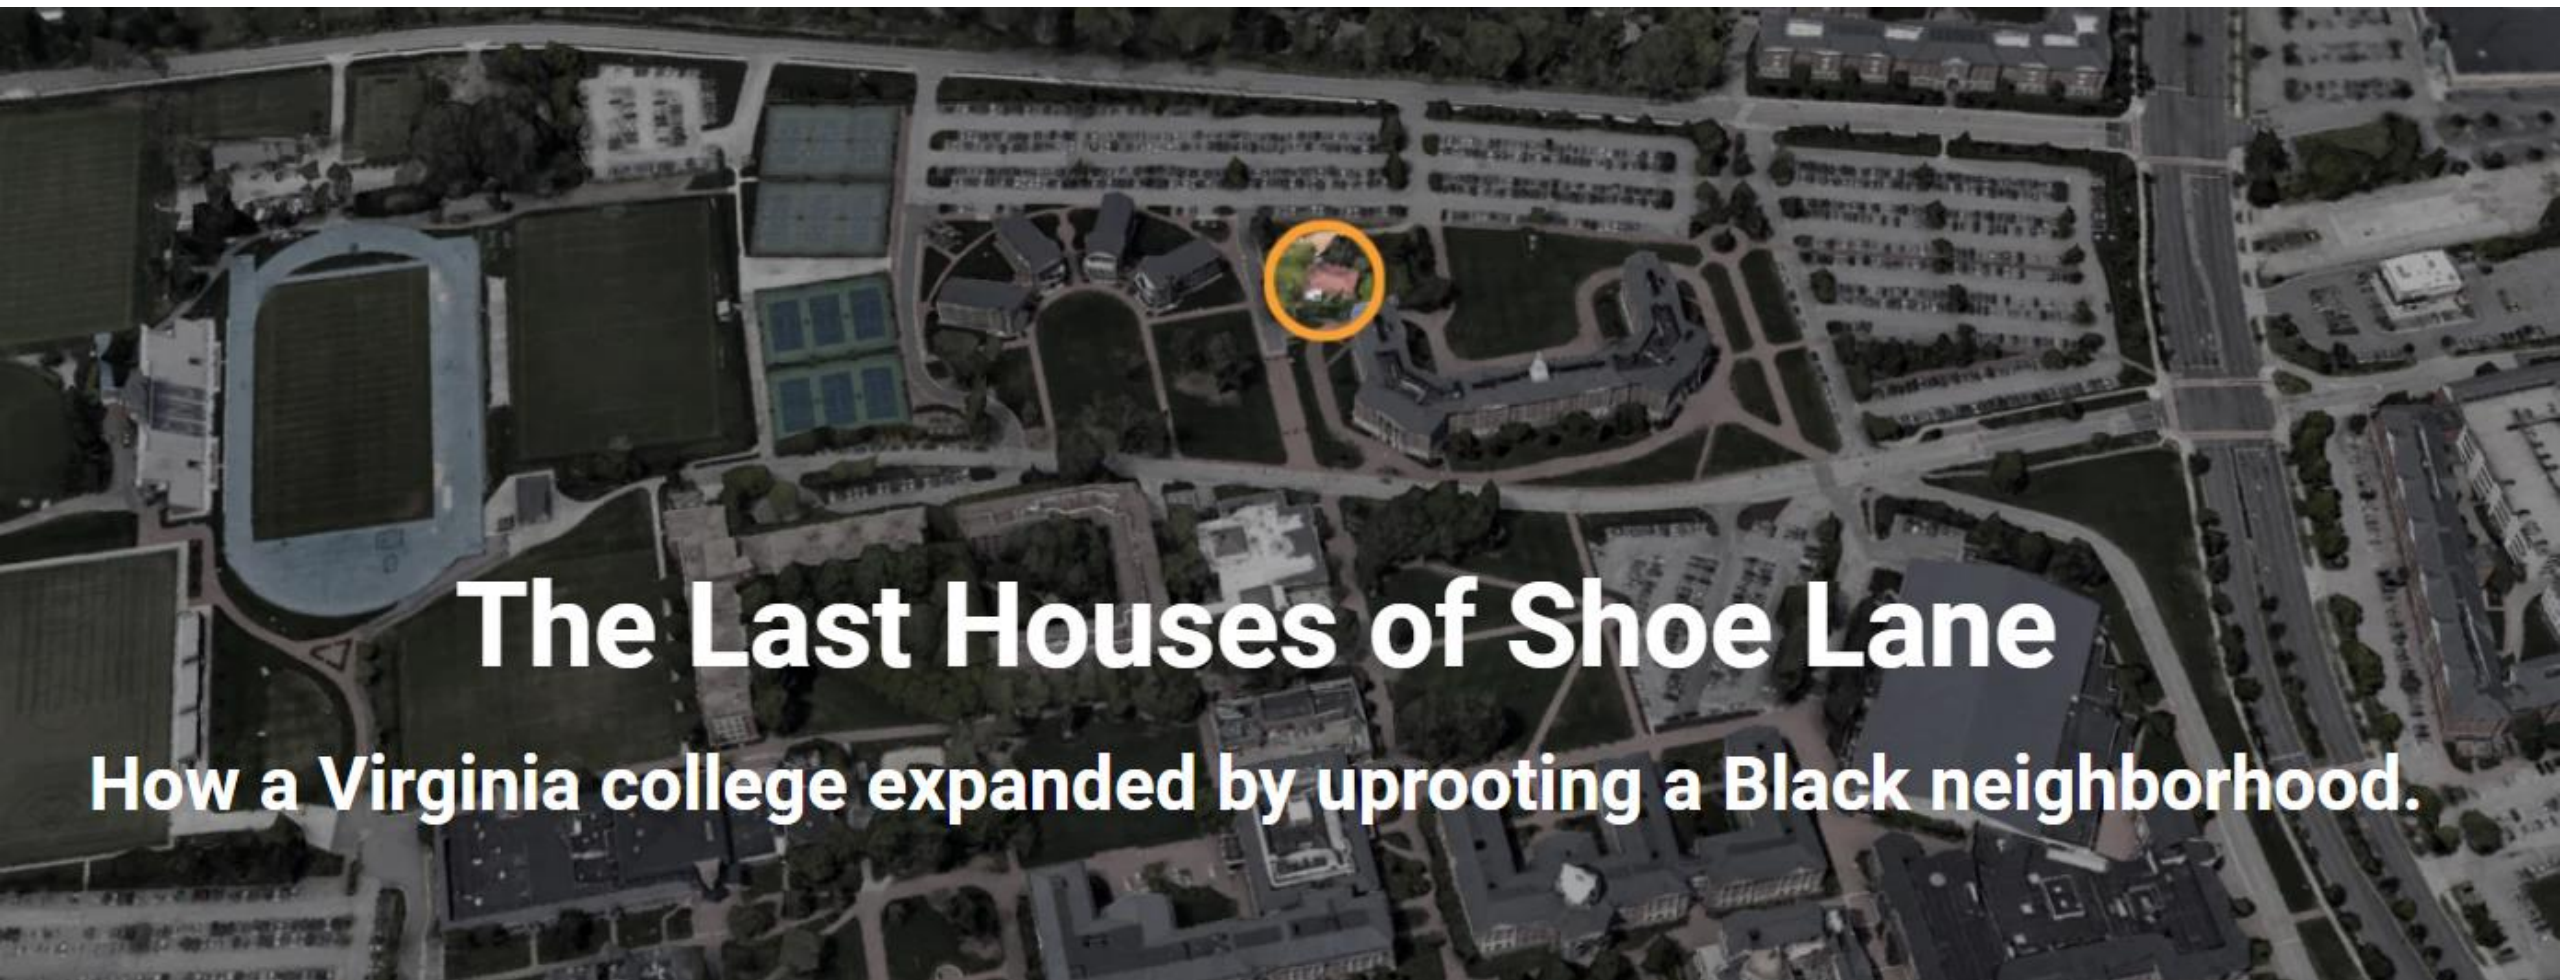 The Last Houses of Shoe Lane
How a Virginia college expanded by uprooting a Black neighborhood.